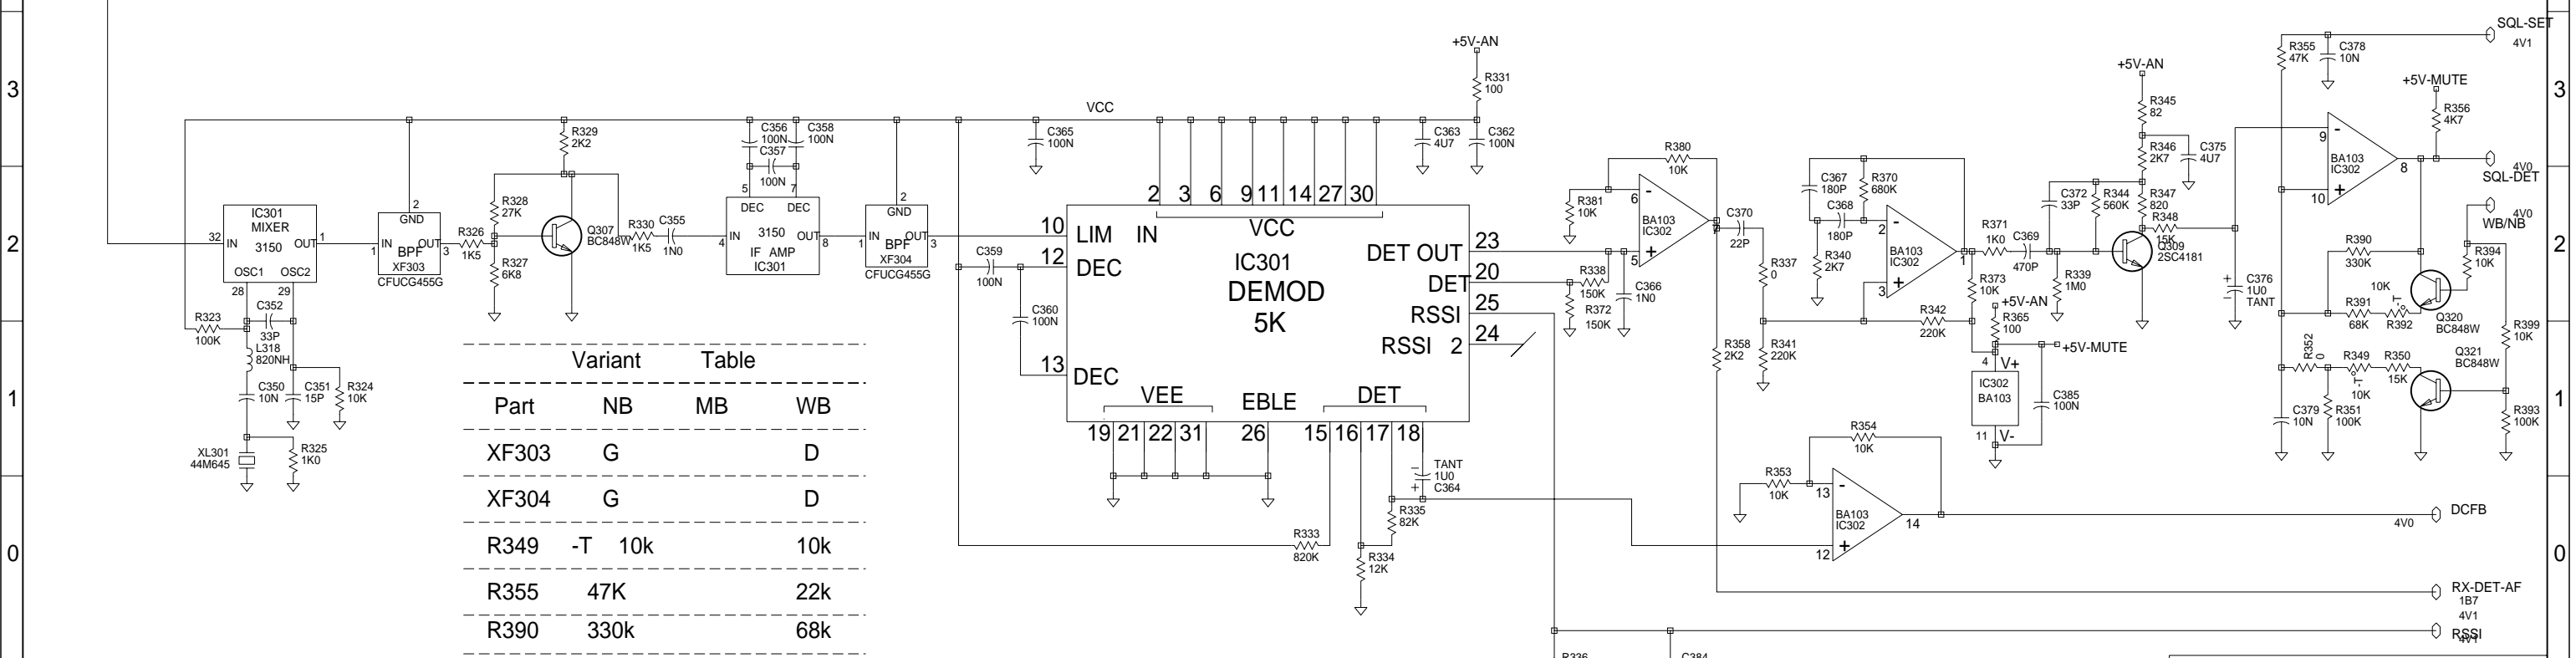 SQL-SET
4V1
R355
47K
C378
10N
+5V-AN
+5V-AN
+5V-MUTE
3
3
R331
100
R345
82
R356
4K7
VCC
R329
2K2
C356
100N
C358
100N
C357
100N
C365
100N
C363
4U7
C362
100N
R380
10K
R346
2K7
C375
4U7
9
-
BA103
IC302
8
+
10
4V0
SQL-DET
4V0
WB/NB
5
7
2
3
6
9
11
14
27
30
R328
27K
2
GND
IC301
MIXER
3150
32
IN
OUT
1
OSC1
OSC2
28
29
1
IN
OUT
3
BPF
XF303
CFUCG455G
R326
1K5
R327
6K8
Q307
BC848W
R330
1K5
C355
1N0
DEC
DEC
4
IN
3150
OUT
8
IF AMP
IC301
2
GND
1
IN
OUT
3
BPF
XF304
CFUCG455G
C359
100N
C360
100N
10
LIM IN
12
DEC
13
DEC
VCC
IC301
DEMOD
5K
DET OUT
23
DET
20
RSSI
25
RSSI 2
24
VEE
EBLE
DET
19
21
22
31
26
15
16
17
18
R381
10K
6
-
BA103
IC302
7
5
+
R338
150K
R372
150K
C366
1N0
C370
22P
R337
0
C367
180P
R370
680K
C368
180P
R340
2K7
2
-
BA103
IC302
1
3
+
R371
1K0
C369
470P
C372
33P
R344
560K
R347
820
R348
15K
Q309
2SC4181
R373
10K
R339
1M0
+
-
C376
1U0
TANT
R390
330K
R394
10K
10K
-T°
R391
68K
R392
Q320
BC848W
R399
10K
2
2
R323
100K
C352
33P
L318
820NH
C350
10N
C351
15P
R324
10K
XL301
44M645
R325
1K0
+5V-AN
R365
100
R342
220K
R358
2K2
R341
220K
+5V-MUTE
4
V+
IC302
BA103
11
V-
C385
100N
R352
0
R349
-T°
10K
R350
15K
Q321
BC848W
C379
10N
R351
100K
R393
100K
1
1
Variant Table
Part NB MB WB
XF303 G D
XF304 G D
R349 -T 10k 10k
R355 47K 22k
R390 330k 68k
-
TANT
1U0
+
C364
R335
82K
R333
820K
R334
12K
R354
10K
R353
10K
13
-
BA103
IC302
14
12
+
4V0
DCFB
0
0
RX-DET-AF
1B7
4V1
RSSI
4V1
R336
C384